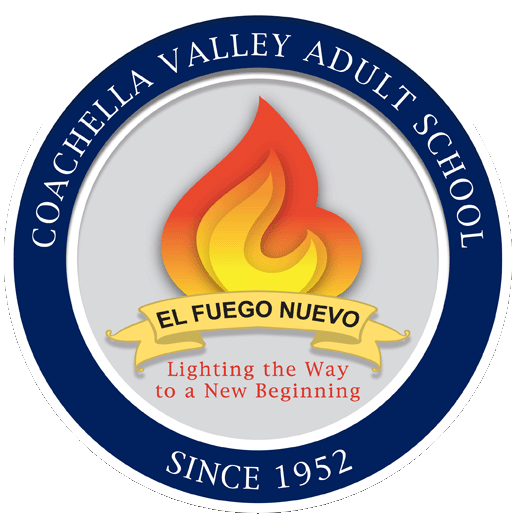 COACHELLA VALLEY ADULT SCHOOL
EL FUEGO NUEVO
Lighting the Way
to a New Beginning
SINCE 1952